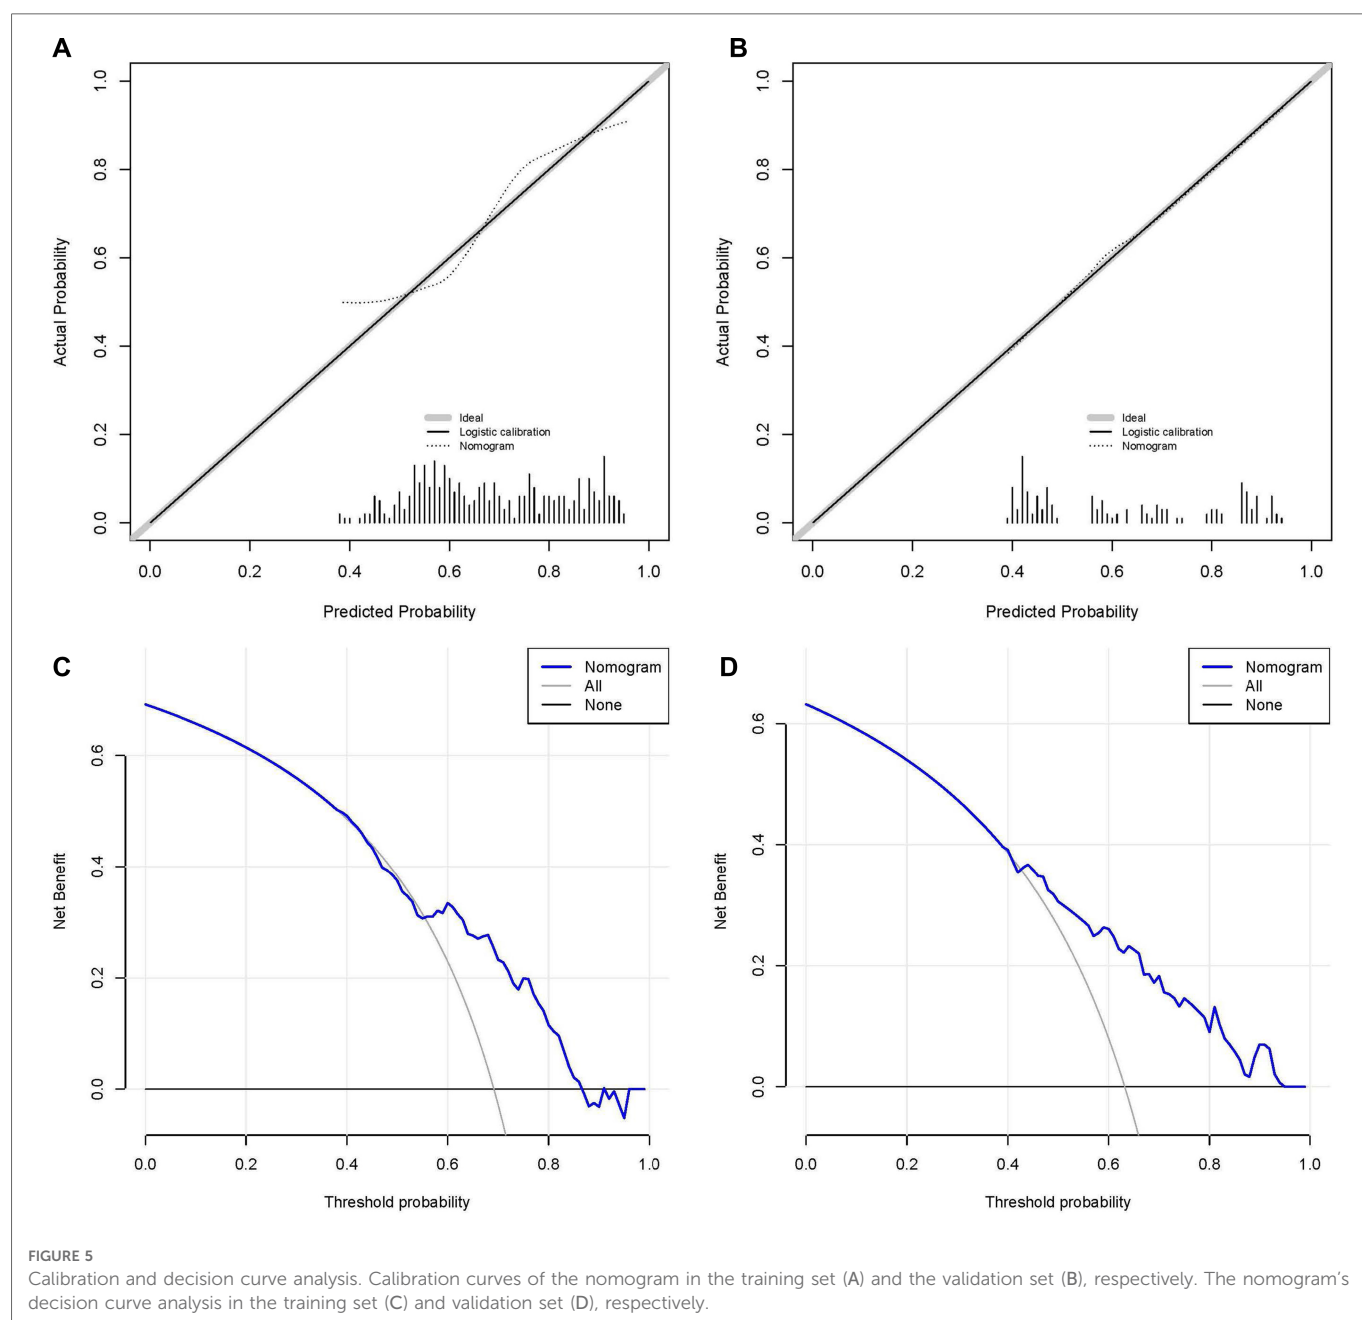 A
1.0
0.8
0.6
0.4
0.2
0.0
Actual Probability
Ideal
Logistic calibration
Nomogram
0.0 0.2 0.4 0.6 0.8 1.0
Predicted Probability
B
1.0
0.8
0.6
0.4
0.2
0.0
Actual Probability
Ideal
Logistic calibration
Nomogram
0.0 0.2 0.4 0.6 0.8 1.0
Predicted Probability
C
Nomogram
All
None
0.6
0.4
0.2
0.0
Net Benefit
0.0 0.2 0.4 0.6 0.8 1.0
Threshold probability
D
Nomogram
All
None
0.6
0.4
0.2
0.0
Net Benefit
0.0 0.2 0.4 0.6 0.8 1.0
Threshold probability
FIGURE 5
Calibration and decision curve analysis. Calibration curves of the nomogram in the training set (A) and the validation set (B), respectively. The nomogram's
decision curve analysis in the training set (C) and validation set (D), respectively.